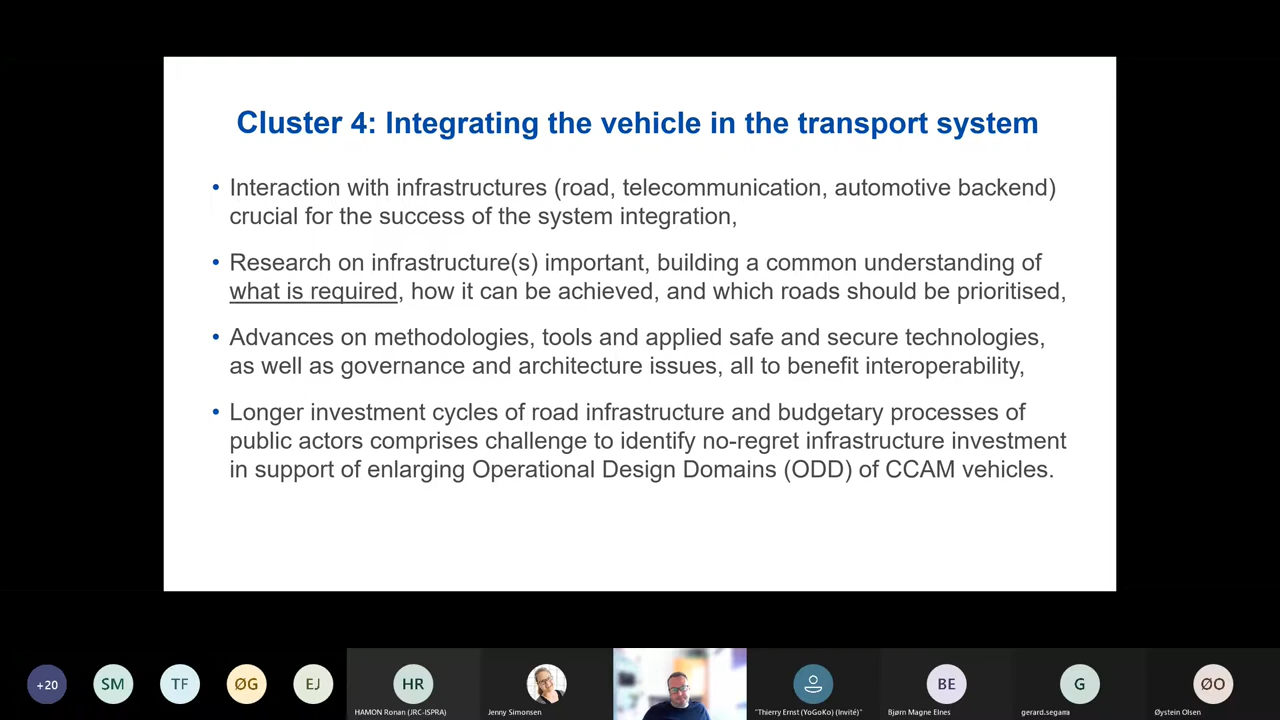 Cluster 4: Integrating the vehicle in the transport system
• Interaction with infrastructures (road, telecommunication, automotive backend)
crucial for the success of the system integration,
• Research on infrastructure(s) important, building a common understanding of
what is required, how it can be achieved, and which roads should be prioritised,
• Advances on methodologies, tools and applied safe and secure technologies,
as well as governance and architecture issues, all to benefit interoperability,
• Longer investment cycles of road infrastructure and budgetary processes of
public actors comprises challenge to identify no-regret infrastructure investment
in support of enlarging Operational Design Domains (ODD) of CCAM vehicles.
+20
SM
TF
ØG
EJ
HR
BE
G
ØO
HAMON Ronan (JRC-ISPRA)
Jenny Simonsen
"Thierry Ernst (YoGoKo) (Invité)"
Bjørn Magne Elnes
gerard.segarra
Øystein Olsen